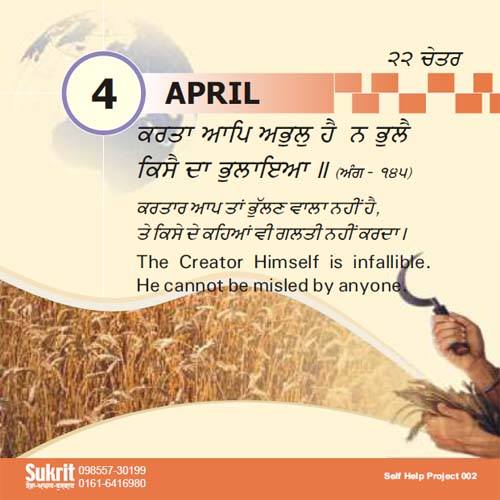 ੨੨ ਚੇਤਰ
4 APRIL
ਕਰਤਾ ਆਪਿ ਅਭੁਲੁ ਹੈ ਨ ਭੁਲੈ
ਕਿਸੈ ਦਾ ਭੁਲਾਇਆ ॥ (ਅੰਗ - ੧੪੫)
ਕਰਤਾਰ ਆਪ ਤਾਂ ਭੁੱਲਣ ਵਾਲਾ ਨਹੀਂ ਹੈ,
ਤੇ ਕਿਸੇ ਦੇ ਕਹਿਆਂ ਵੀ ਗਲਤੀ ਨਹੀਂ ਕਰਦਾ।
The Creator Himself is infallible.
He cannot be misled by anyone.
Sukrit 098557-30199
0161-6416980
Self Help Project 002